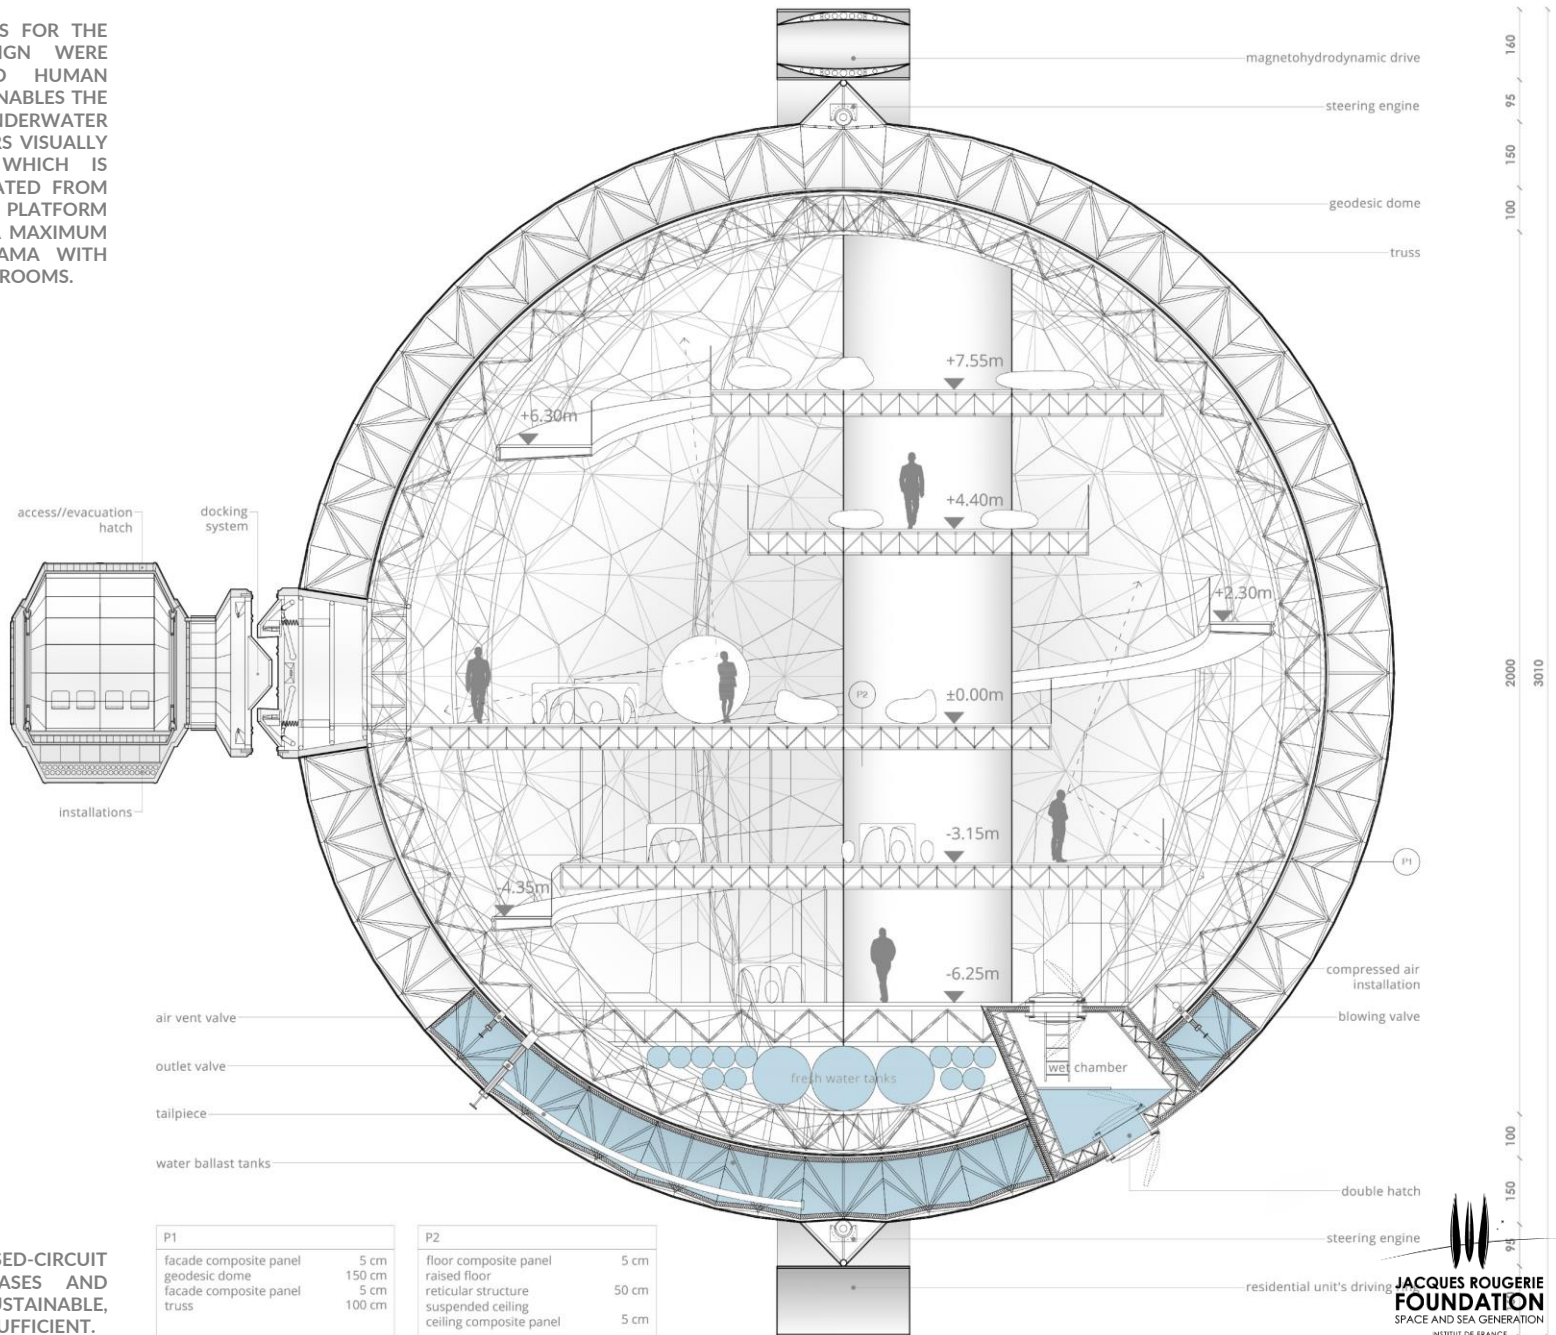 S FOR THE
IGN WERE
D HUMAN
NABLES THE
NDERWATER
RS VISUALLY
WHICH IS
ATED FROM
PLATFORM
MAXIMUM
AMA WITH
ROOMS.
magnetohydrodynamic drive
steering engine
geodesic dome
truss
160
95
150
100
2000
3010
100
150
95
+7.55m
+6.30m
+4.40m
+2.30m
±0.00m
P2
-3.15m
P1
-4.35m
-6.25m
access//evacuation
hatch
docking
system
installations
compressed air
installation
blowing valve
air vent valve
outlet valve
tailpiece
water ballast tanks
fresh water tanks
wet chamber
double hatch
steering engine
residential unit's driving
P1
facade composite panel 5 cm
geodesic dome 150 cm
facade composite panel 5 cm
truss 100 cm
P2
floor composite panel 5 cm
raised floor
reticular structure 50 cm
suspended ceiling
ceiling composite panel 5 cm
SED-CIRCUIT
ASES AND
USTAINABLE,
UFFICIENT.
JACQUES ROUGERIE
FOUNDATION
SPACE AND SEA GENERATION
INSTITUT DE FRANCE